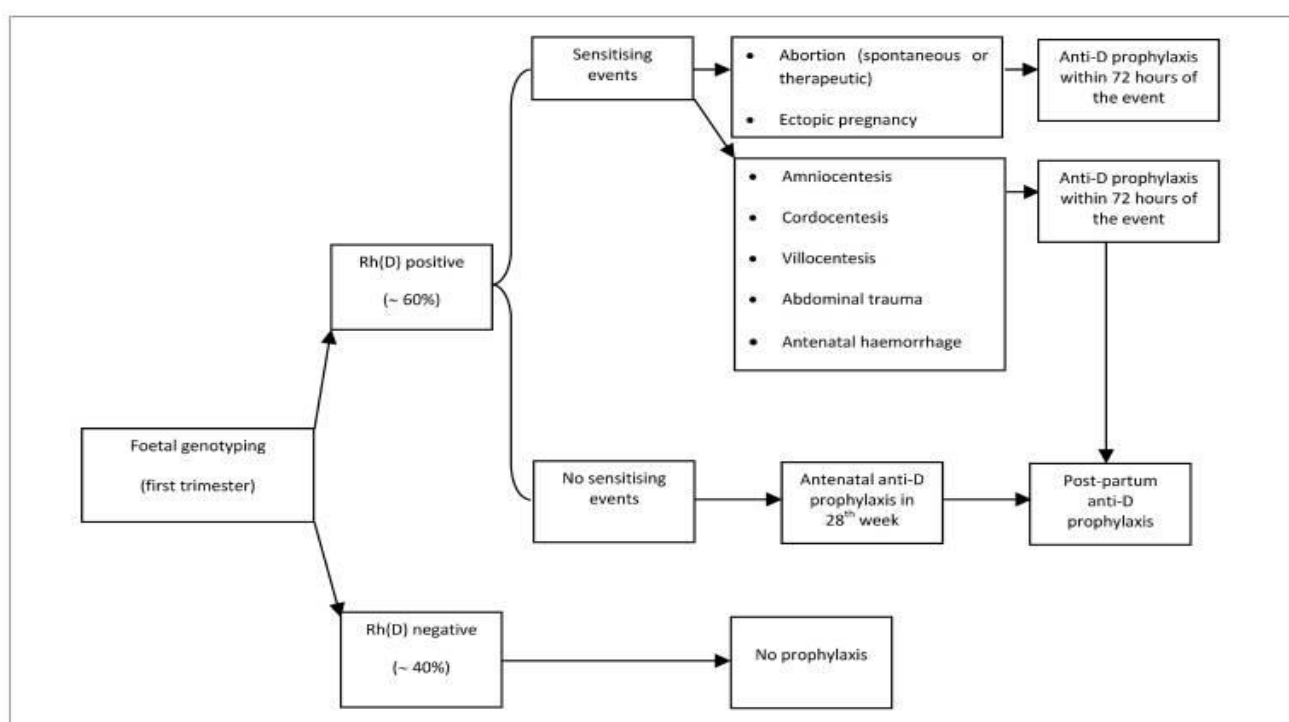 Foetal genotyping
(first trimester)
Rh(D) positive
(~ 60%)
Sensitising
events
• Abortion (spontaneous or
therapeutic)
• Ectopic pregnancy
Anti-D prophylaxis
within 72 hours of
the event
• Amniocentesis
• Cordocentesis
• Villocentesis
• Abdominal trauma
• Antenatal haemorrhage
Anti-D prophylaxis
within 72 hours of
the event
No sensitising
events
Antenatal anti-D
prophylaxis in
28th week
Post-partum
anti-D
prophylaxis
Rh(D) negative
(~ 40%)
No prophylaxis